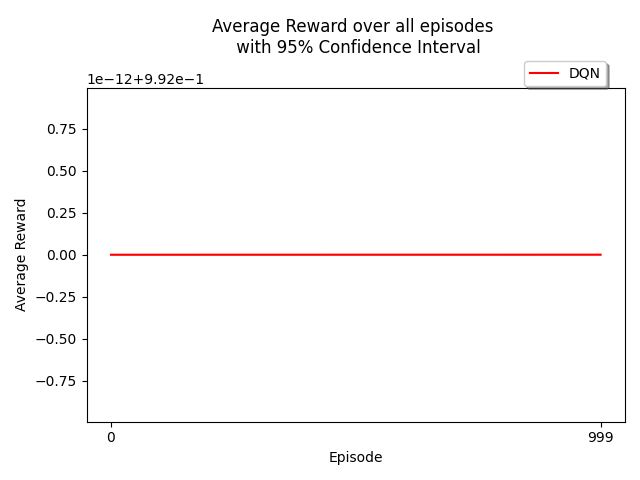 Average Reward over all episodes
with 95% Confidence Interval
DQN
1e−12+9.92e−1
0.75
0.50
0.25
0.00
−0.25
−0.50
−0.75
Average Reward
0
999
Episode